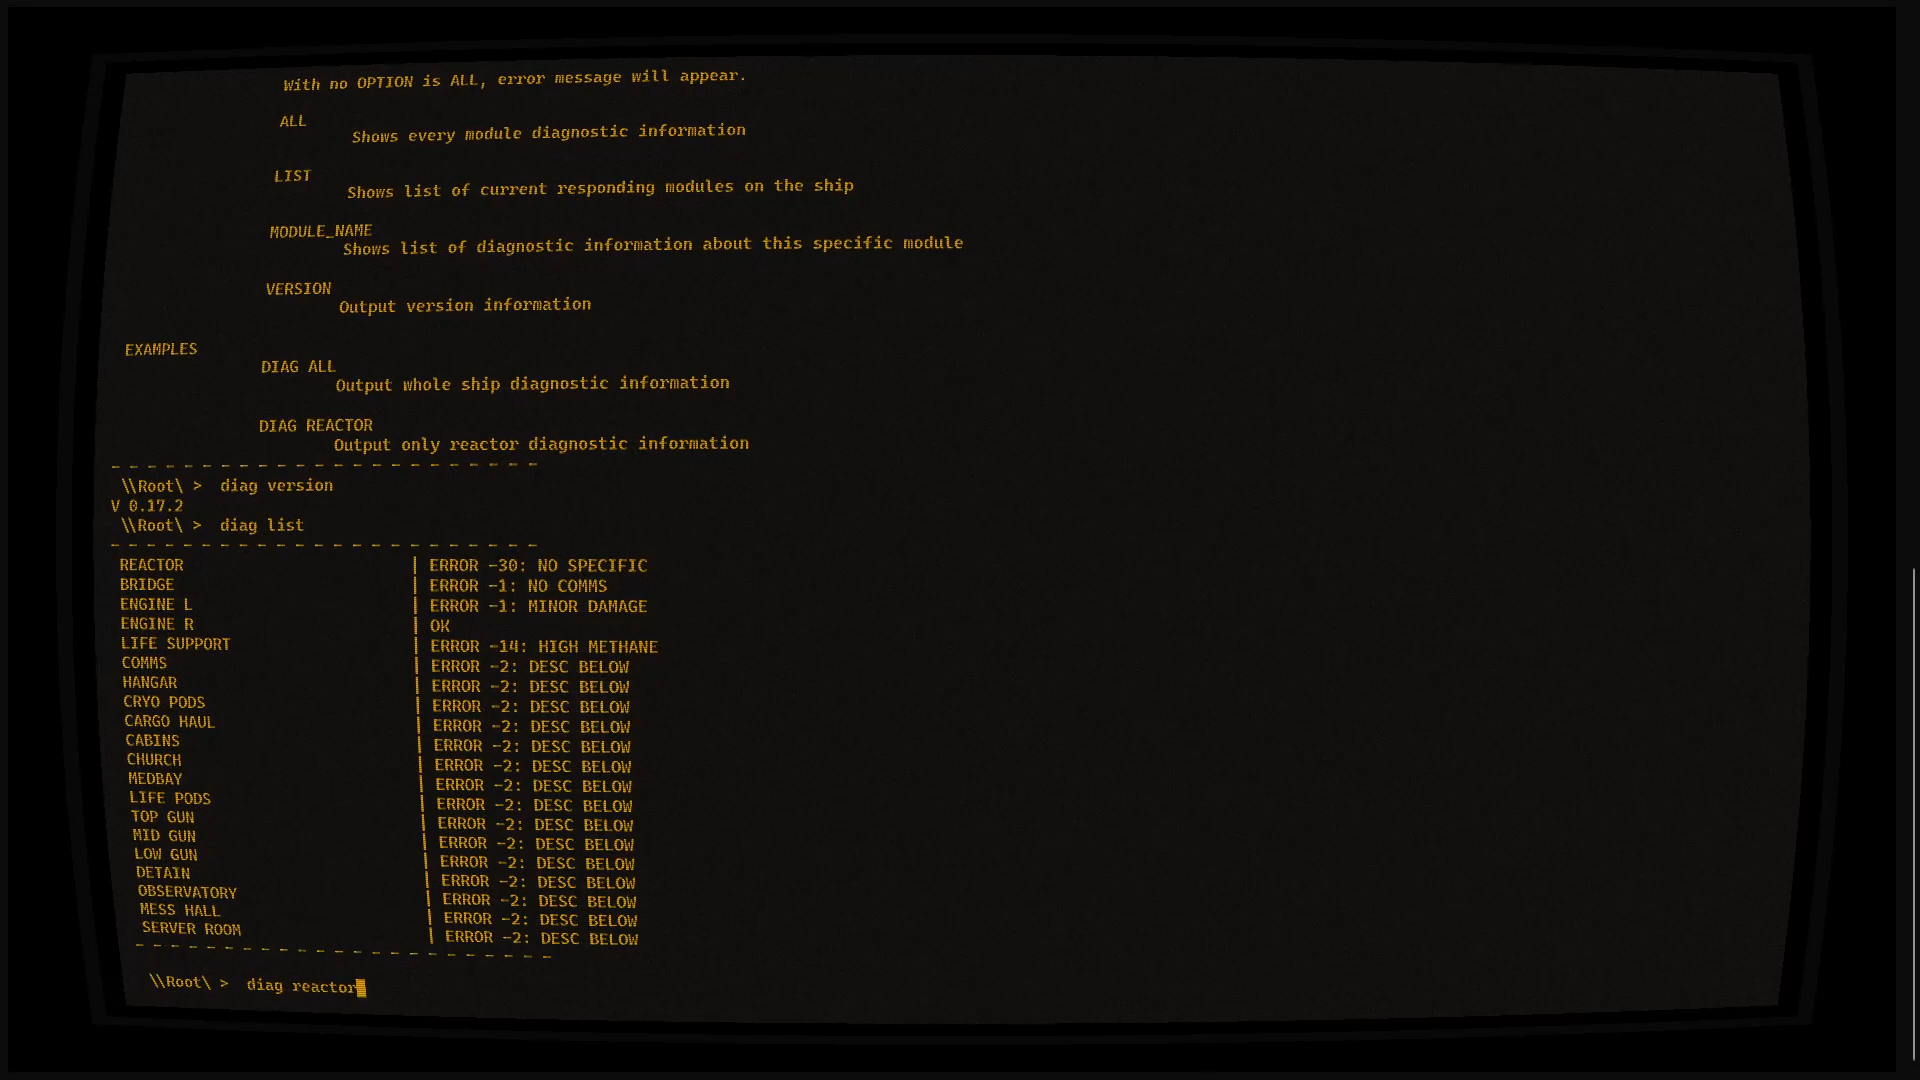 With no OPTION is ALL, error message will appear.
ALL
Shows every module diagnostic information
LIST
Shows list of current responding modules on the ship
MODULE_NAME
Shows list of diagnostic information about this specific module
VERSION
Output version information
EXAMPLES
DIAG ALL
Output whole ship diagnostic information
DIAG REACTOR
Output only reactor diagnostic information
- - - - - - - - - - - - - - - - - - - - - - - -
\\Root\ > diag version
V 0.17.2
\\Root\ > diag list
- - - - - - - - - - - - - - - - - - - - - - - -
REACTOR | ERROR -30: NO SPECIFIC
BRIDGE | ERROR -1: NO COMMS
ENGINE L | ERROR -1: MINOR DAMAGE
ENGINE R | OK
LIFE SUPPORT | ERROR -14: HIGH METHANE
COMMS | ERROR -2: DESC BELOW
HANGAR | ERROR -2: DESC BELOW
CRYO PODS | ERROR -2: DESC BELOW
CARGO HAUL | ERROR -2: DESC BELOW
CABINS | ERROR -2: DESC BELOW
CHURCH | ERROR -2: DESC BELOW
MEDBAY | ERROR -2: DESC BELOW
LIFE PODS | ERROR -2: DESC BELOW
TOP GUN | ERROR -2: DESC BELOW
MID GUN | ERROR -2: DESC BELOW
LOW GUN | ERROR -2: DESC BELOW
DETAIN | ERROR -2: DESC BELOW
OBSERVATORY | ERROR -2: DESC BELOW
MESS HALL | ERROR -2: DESC BELOW
SERVER ROOM | ERROR -2: DESC BELOW
- - - - - - - - - - - - - - - - - - - - - - - -
\\Root\ > diag reactor